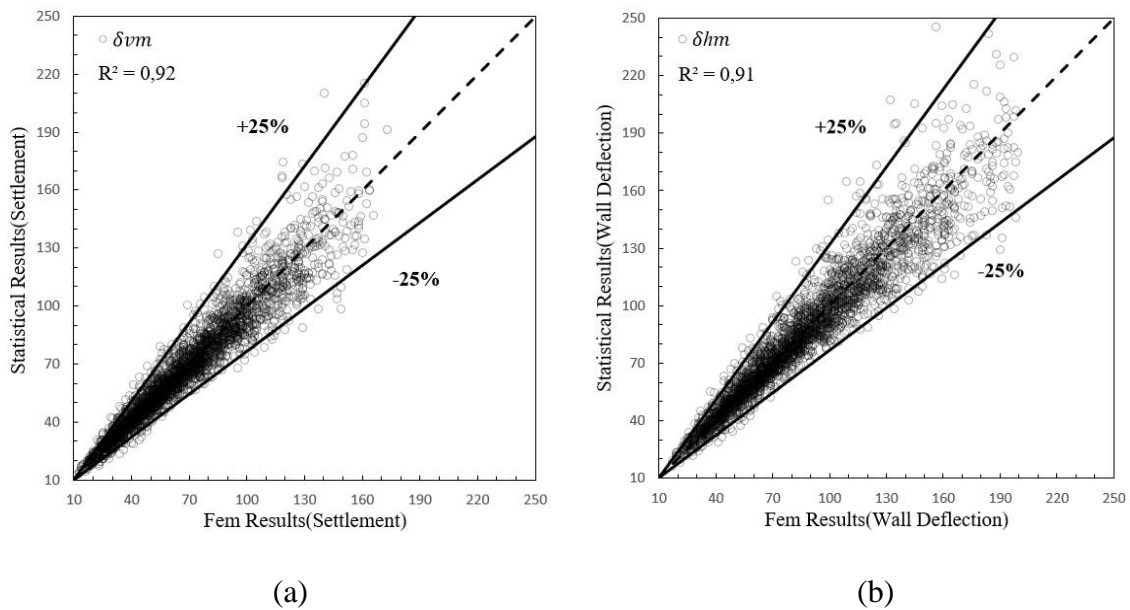 250
220
190
160
130
100
70
40
10
Statistical Results(Settlement)
δvm
R² = 0,92
+25%
-25%
10 40 70 100 130 160 190 220 250
Fem Results(Settlement)
(a)
250
220
190
160
130
100
70
40
10
Statistical Results(Wall Deflection)
δhm
R² = 0,91
+25%
-25%
10 40 70 100 130 160 190 220 250
Fem Results(Wall Deflection)
(b)